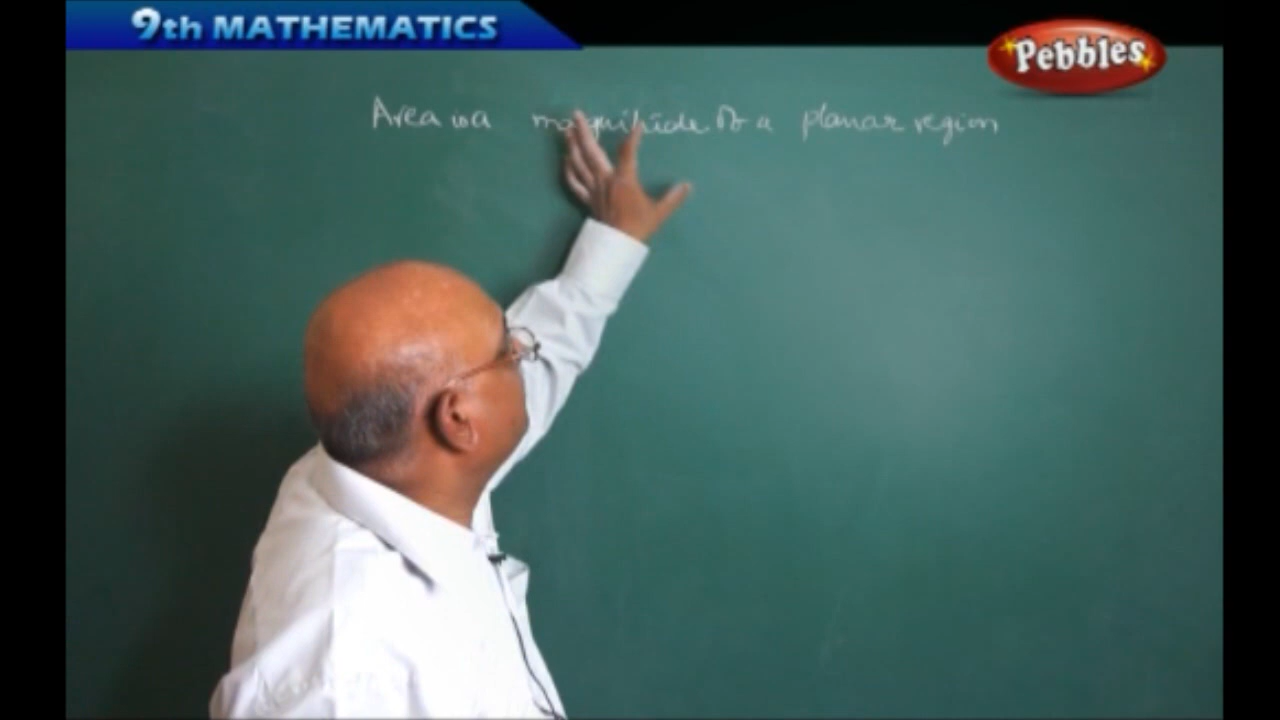 9th MATHEMATICS
Pebbles
Area is a magnitude of a planar region